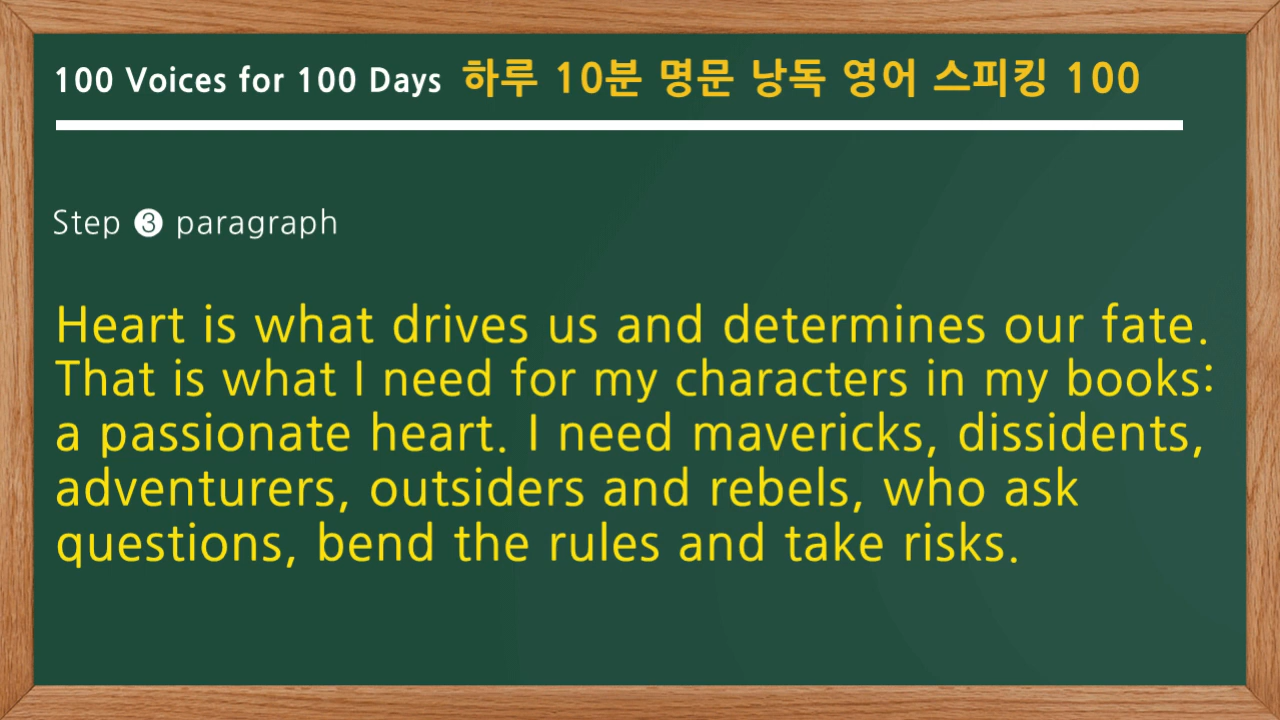 100 Voices for 100 Days 하루 10분 명문 낭독 영어 스피킹 100
Step ❸ paragraph
Heart is what drives us and determines our fate.
That is what I need for my characters in my books:
a passionate heart. I need mavericks, dissidents,
adventurers, outsiders and rebels, who ask
questions, bend the rules and take risks.